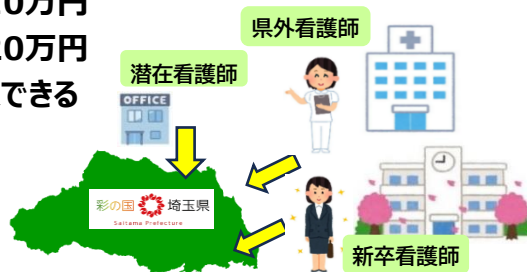 0万円
0万円
できる
県外看護師
潜在看護師
OFFICE
彩の国 埼玉県
Saitama Prefecture
新卒看護師